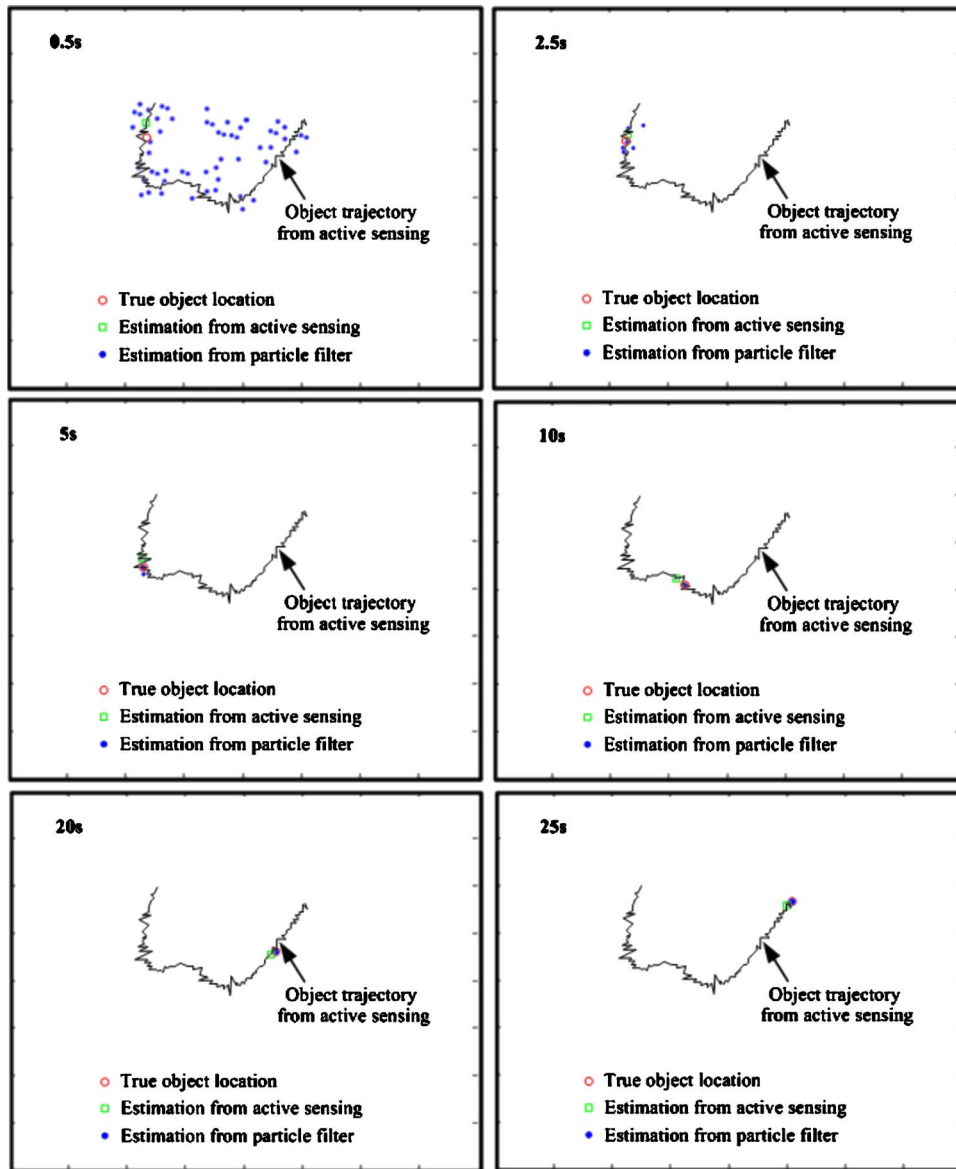 0.5s
Object trajectory
from active sensing
True object location
Estimation from active sensing
Estimation from particle filter
2.5s
Object trajectory
from active sensing
True object location
Estimation from active sensing
Estimation from particle filter
5s
Object trajectory
from active sensing
True object location
Estimation from active sensing
Estimation from particle filter
10s
Object trajectory
from active sensing
True object location
Estimation from active sensing
Estimation from particle filter
20s
Object trajectory
from active sensing
True object location
Estimation from active sensing
Estimation from particle filter
25s
Object trajectory
from active sensing
True object location
Estimation from active sensing
Estimation from particle filter